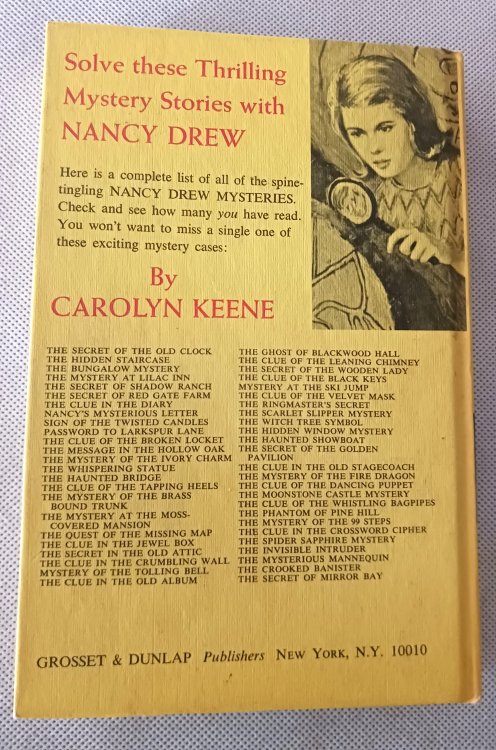 Solve these Thrilling
Mystery Stories with
NANCY DREW
Here is a complete list of all of the spine-
tingling NANCY DREW MYSTERIES.
Check and see how many you have read.
You won't want to miss a single one of
these exciting mystery cases:
By
CAROLYN KEENE
THE SECRET OF THE OLD CLOCK
THE HIDDEN STAIRCASE
THE BUNGALOW MYSTERY
THE MYSTERY AT LILAC INN
THE SECRET OF SHADOW RANCH
THE SECRET OF RED GATE FARM
THE CLUE IN THE DIARY
NANCY'S MYSTERIOUS LETTER
SIGN OF THE TWISTED CANDLES
PASSWORD TO LARKSPUR LANE
THE CLUE OF THE BROKEN LOCKET
THE MESSAGE IN THE HOLLOW OAK
THE MYSTERY OF THE IVORY CHARM
THE WHISPERING STATUE
THE HAUNTED BRIDGE
THE CLUE OF THE TAPPING HEELS
THE MYSTERY OF THE BRASS
BOUND TRUNK
THE MYSTERY AT THE MOSS-
COVERED MANSION
THE QUEST OF THE MISSING MAP
THE CLUE IN THE JEWEL BOX
THE SECRET IN THE OLD ATTIC
THE CLUE IN THE CRUMBLING WALL
MYSTERY OF THE TOLLING BELL
THE CLUE IN THE OLD ALBUM
THE GHOST OF BLACKWOOD HALL
THE CLUE OF THE LEANING CHIMNEY
THE SECRET OF THE WOODEN LADY
THE CLUE OF THE BLACK KEYS
MYSTERY AT THE SKI JUMP
THE CLUE OF THE VELVET MASK
THE RINGMASTER'S SECRET
THE SCARLET SLIPPER MYSTERY
THE WITCH TREE SYMBOL
THE HIDDEN WINDOW MYSTERY
THE HAUNTED SHOWBOAT
THE SECRET OF THE GOLDEN
PAVILION
THE CLUE IN THE OLD STAGECOACH
THE MYSTERY OF THE FIRE DRAGON
THE CLUE OF THE DANCING PUPPET
THE MOONSTONE CASTLE MYSTERY
THE CLUE OF THE WHISTLING BAGPIPES
THE PHANTOM OF PINE HILL
THE MYSTERY OF THE 99 STEPS
THE CLUE IN THE CROSSWORD CIPHER
THE SPIDER SAPPHIRE MYSTERY
THE INVISIBLE INTRUDER
THE MYSTERIOUS MANNEQUIN
THE CROOKED BANISTER
THE SECRET OF MIRROR BAY
GROSSET & DUNLAP Publishers NEW YORK, N.Y. 10010